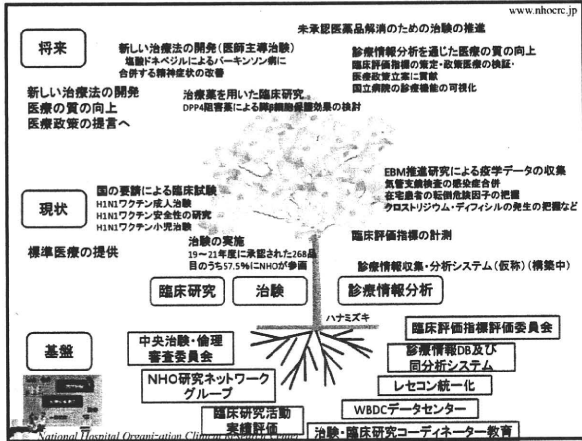 www.nhocrc.jp
未承認医薬品解消のための治験の推進
将来
新しい治療法の開発(医師主導治験)
塩酸ドネペジルによるパーキンソン病に
合併する精神症状の改善
診療情報分析を通じた医療の質の向上
臨床評価指標の策定・政策医療の検証・
医療政策立案に貢献
国立病院の診療機能の可視化
新しい治療法の開発
医療の質の向上
医療政策の提言へ
治療薬を用いた臨床研究
DPP4阻害薬による膵β細胞保護効果の検討
EBM推進研究による疫学データの収集
気管支鏡検査の感染症合併
在宅患者の転倒危険因子の把握
クロストリジウム・ディフィシルの発生の把握など
現状
国の要請による臨床試験
H1N1ワクチン成人治験
H1N1ワクチン安全性の研究
H1N1ワクチン小児治験
標準医療の提供
治験の実施
19~21年度に承認された268品
目のうち57.5%にNHOが参画
臨床評価指標の計測
診療情報収集・分析システム(仮称)(構築中)
臨床研究
治験
診療情報分析
ハナミズキ
基盤
中央治験・倫理
審査委員会
NHO研究ネットワーク
グループ
臨床研究活動
実績評価
臨床評価指標評価委員会
診療情報DB及び
同分析システム
レセコン統一化
WBDCデータセンター
治験・臨床研究コーディネーター教育
National Hospital Organization Clinical Research Center